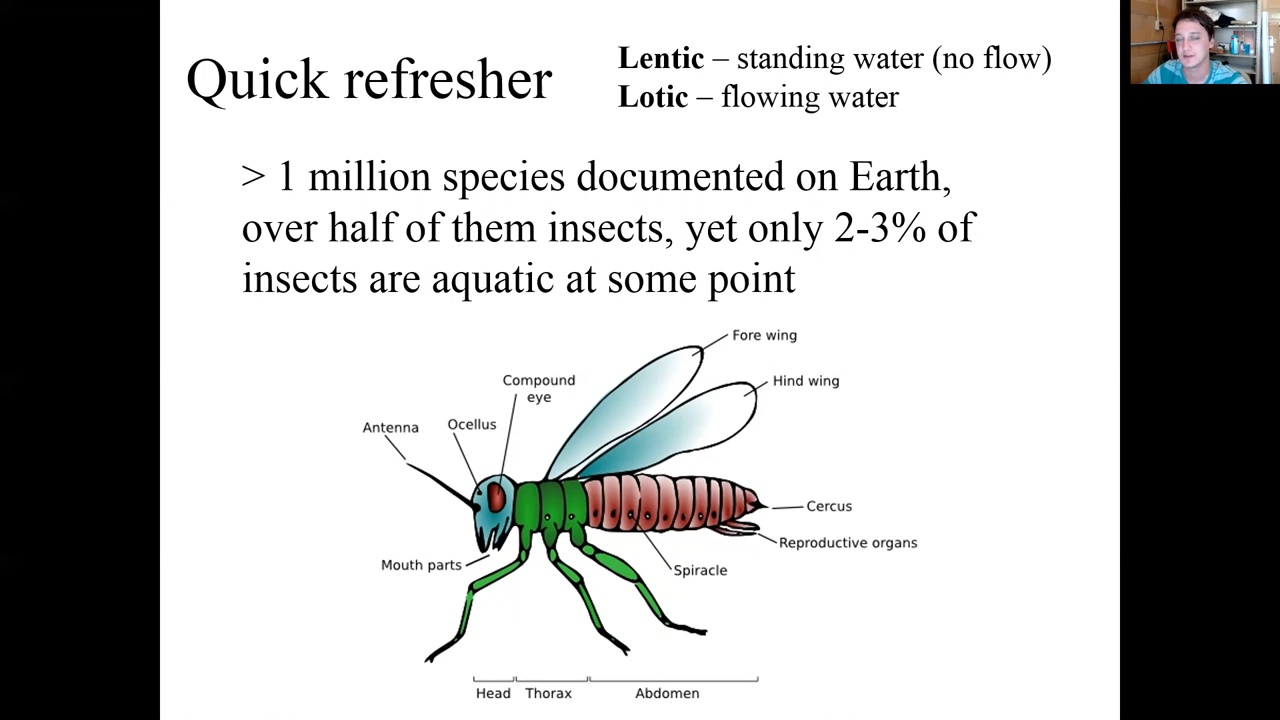 Quick refresher
Lentic – standing water (no flow)
Lotic – flowing water
> 1 million species documented on Earth,
over half of them insects, yet only 2-3% of
insects are aquatic at some point
Fore wing
Hind wing
Compound
eye
Ocellus
Antenna
Cercus
Reproductive organs
Mouth parts
Spiracle
Head
Thorax
Abdomen